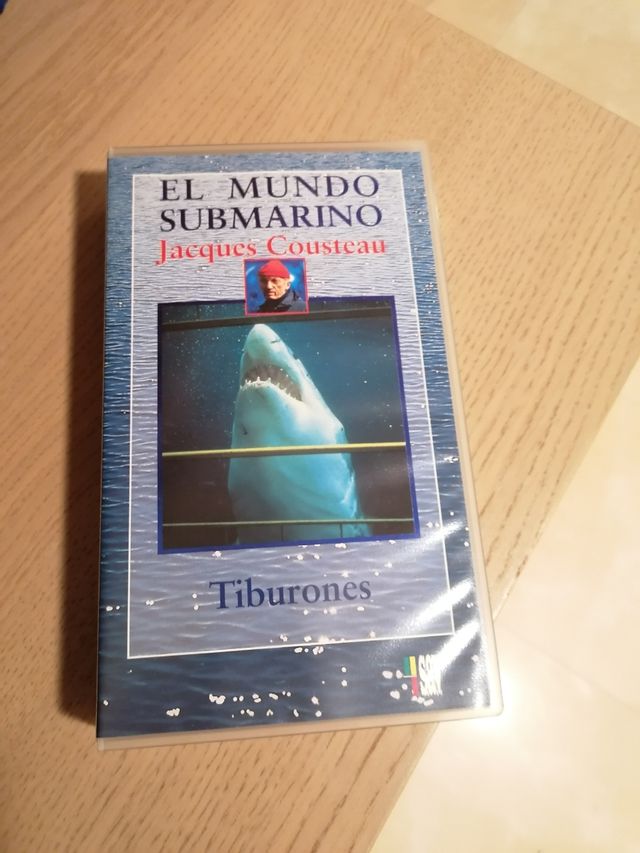 EL MUNDO
SUBMARINO
Jacques Cousteau
Tiburones